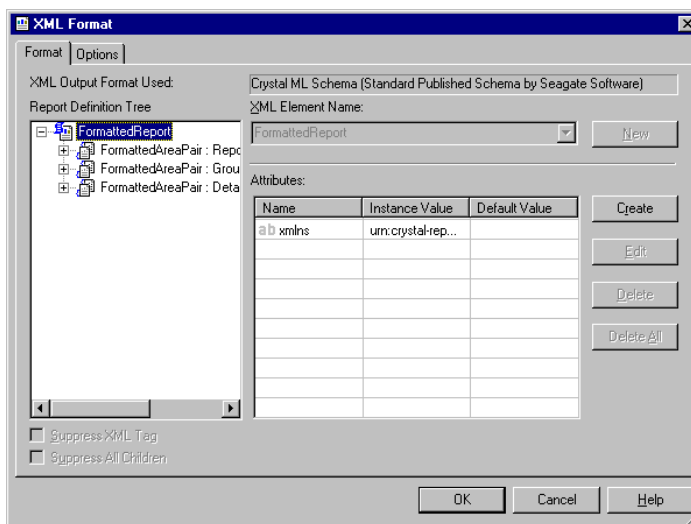 XML Format
Format Options
XML Output Format Used: Crystal ML Schema (Standard Published Schema by Seagate Software)
Report Definition Tree XML Element Name:
FormattedReport FormattedReport New
FormattedAreaPair : Repo
FormattedAreaPair : Grou
FormattedAreaPair : Deta
Attributes:
Name Instance Value Default Value Create
ab xmlns urn:crystal-rep...
Edit
Delete
Delete All
Suppress XML Tag
Suppress All Children
OK Cancel Help